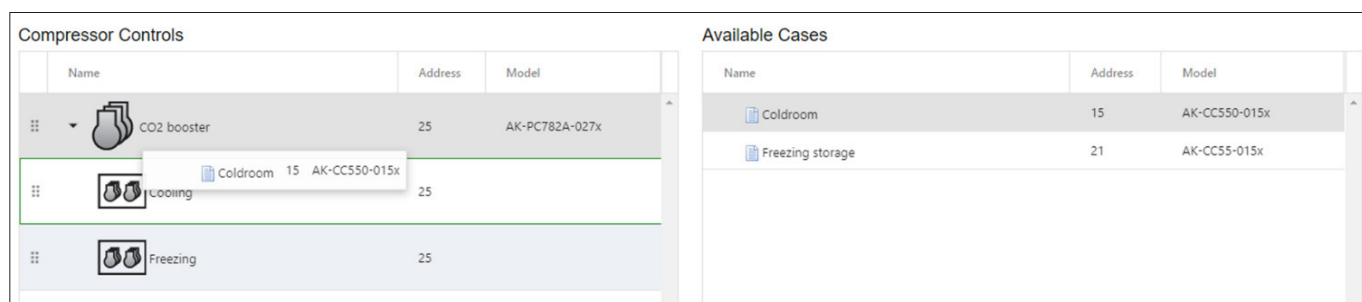 Compressor Controls
Name Address Model
CO2 booster 25 AK-PC782A-027x
Coldroom 15 AK-CC550-015x
Cooling 25
Freezing 25
Available Cases
Name Address Model
Coldroom 15 AK-CC550-015x
Freezing storage 21 AK-CC55-015x